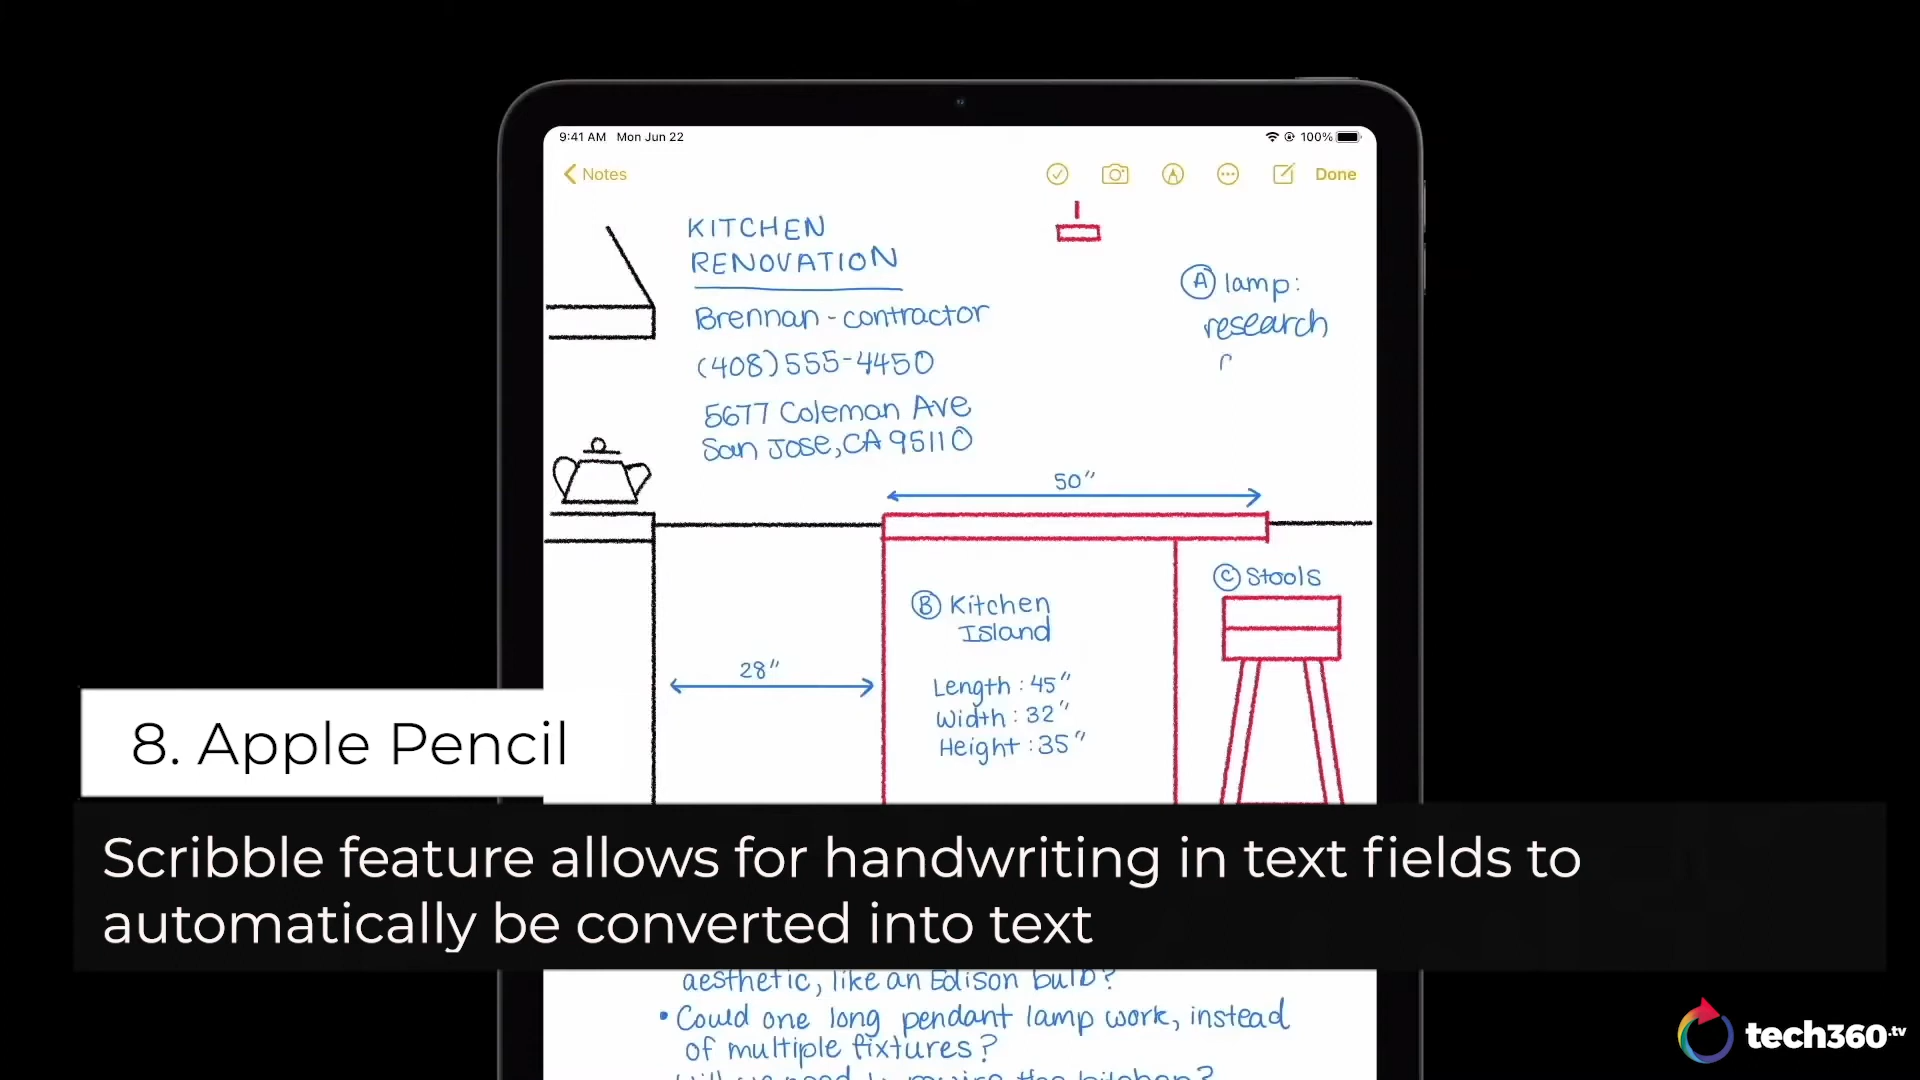 9:41 AM Mon Jun 22
100%
Notes
Done
KITCHEN
RENOVATION
Brennan - contractor
(408) 555-4450
5677 Coleman Ave
San Jose, CA 95110
A lamp:
research
r
50"
C Stools
B Kitchen
Island
28"
Length : 45"
Width : 32"
Height : 35"
8. Apple Pencil
Scribble feature allows for handwriting in text fields to
automatically be converted into text
aesthetic, like an Edison bulb?
• Could one long pendant lamp work, instead
of multiple fixtures?
kitchen?
tech360.tv